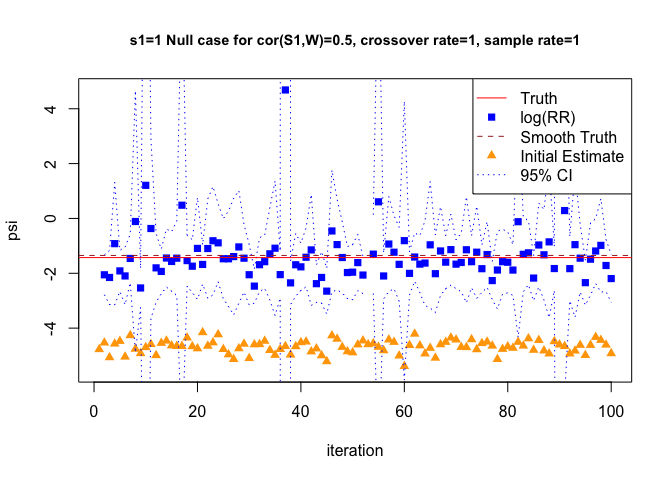 s1=1 Null case for cor(S1,W)=0.5, crossover rate=1, sample rate=1
psi
4
2
0
-2
-4
Truth
log(RR)
Smooth Truth
Initial Estimate
95% CI
0
20
40
60
80
100
iteration